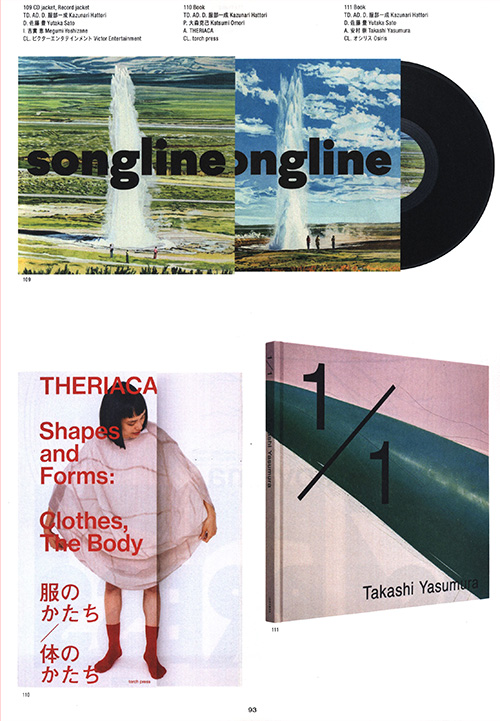 109 CD jacket, Record jacket
TD. AD. D. 服部一成 Kazunari Hattori
D. 佐藤 豊 Yutaka Sato
I. 吉實 恵 Megumi Yoshizane
CL. ビクターエンタテインメント Victor Entertainment
110 Book
TD. AD. D. 服部一成 Kazunari Hattori
P. 大森克己 Katsumi Omori
A. THERIACA
CL. torch press
111 Book
TD. AD. D. 服部一成 Kazunari Hattori
D. 佐藤 豊 Yutaka Sato
A. 安村 崇 Takashi Yasumura
CL. オシリス Osiris
songline
ongline
109
THERIACA
Shapes
and
Forms:
Clothes,
The Body
服の
かたち
/
体の
かたち
torch press
110
1/1
1/1
Takashi Yasumura
111
93